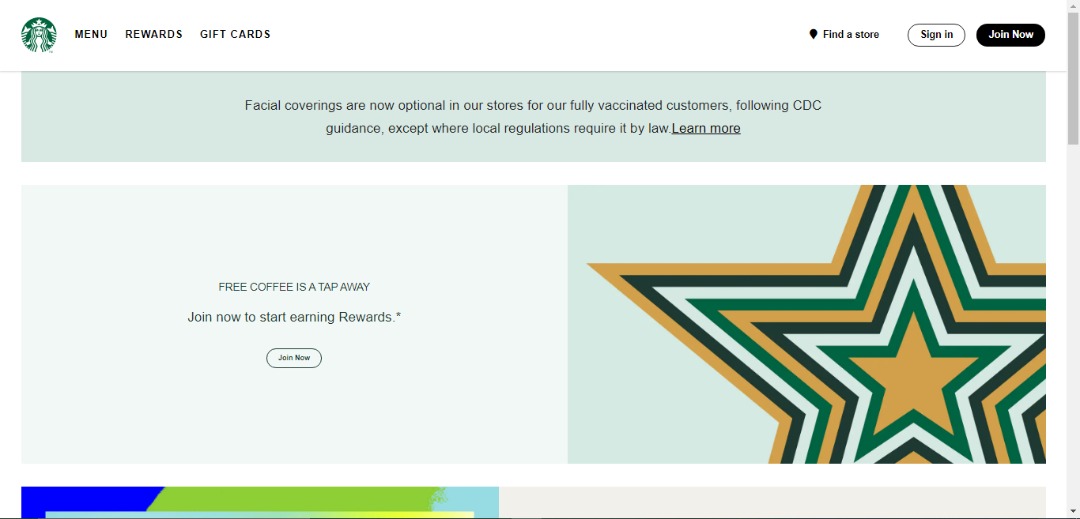 MENU REWARDS GIFT CARDS Find a store Sign in Join Now
Facial coverings are now optional in our stores for our fully vaccinated customers, following CDC
guidance, except where local regulations require it by law.Learn more
FREE COFFEE IS A TAP AWAY
Join now to start earning Rewards.*
Join Now